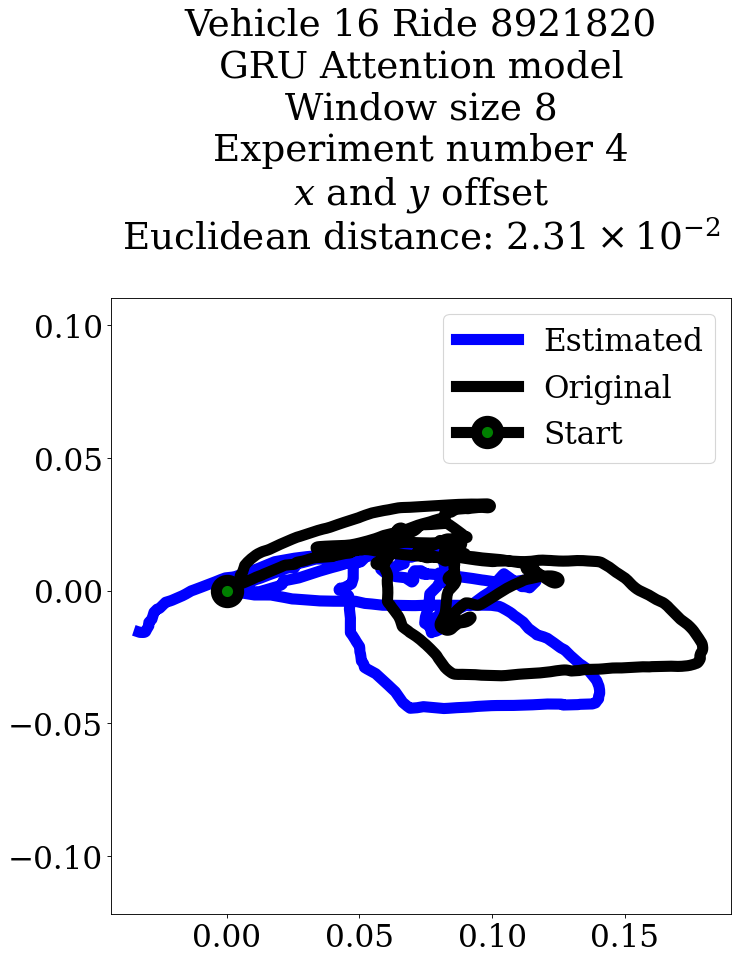 Vehicle 16 Ride 8921820
GRU Attention model
Window size 8
Experiment number 4
x and y offset
Euclidean distance: 2.31 × 10⁻²
Estimated
Original
Start
0.10
0.05
0.00
−0.05
−0.10
0.00 0.05 0.10 0.15